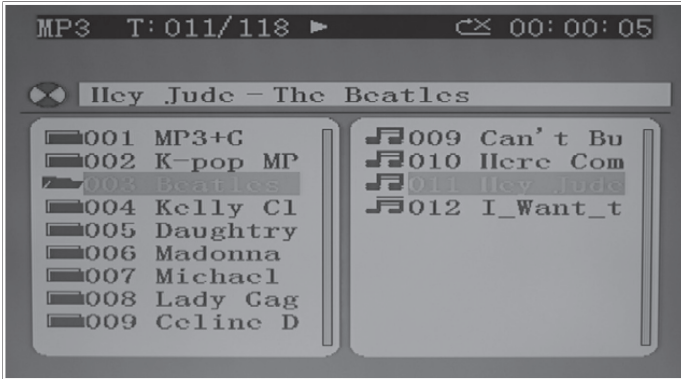 MP3 T:011/118 00:00:05
Hey Jude - The Beatles
001 MP3+G
002 K-pop MP
003 Beatles
004 Kelly Cl
005 Daughtry
006 Madonna
007 Michael
008 Lady Gag
009 Celine D
009 Can't Bu
010 Here Com
011 Hey Jude
012 I_Want_t